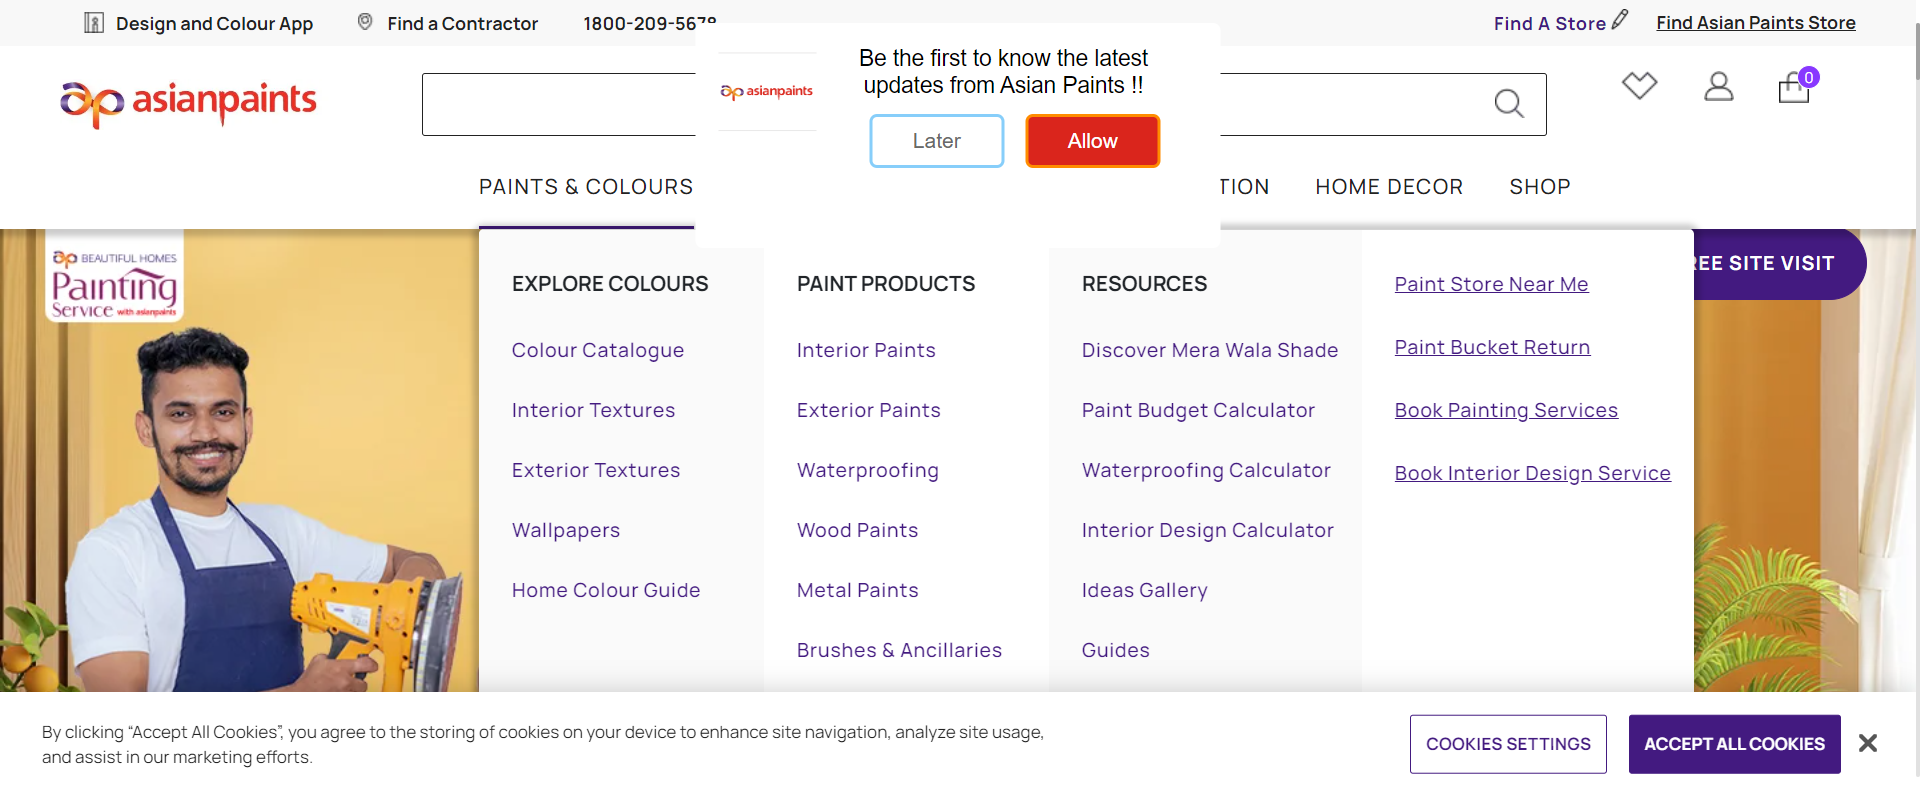 Design and Colour App
Find a Contractor
1800-209-5678
Find A Store
Find Asian Paints Store
asianpaints
asianpaints
Be the first to know the latest
updates from Asian Paints !!
Later
Allow
0
PAINTS & COLOURS
TION
HOME DECOR
SHOP
BEAUTIFUL HOMES
Painting
SERVICE with asianpaints
REE SITE VISIT
EXPLORE COLOURS
Colour Catalogue
Interior Textures
Exterior Textures
Wallpapers
Home Colour Guide
PAINT PRODUCTS
Interior Paints
Exterior Paints
Waterproofing
Wood Paints
Metal Paints
Brushes & Ancillaries
RESOURCES
Discover Mera Wala Shade
Paint Budget Calculator
Waterproofing Calculator
Interior Design Calculator
Ideas Gallery
Guides
Paint Store Near Me
Paint Bucket Return
Book Painting Services
Book Interior Design Service
By clicking “Accept All Cookies”, you agree to the storing of cookies on your device to enhance site navigation, analyze site usage,
and assist in our marketing efforts.
COOKIES SETTINGS
ACCEPT ALL COOKIES